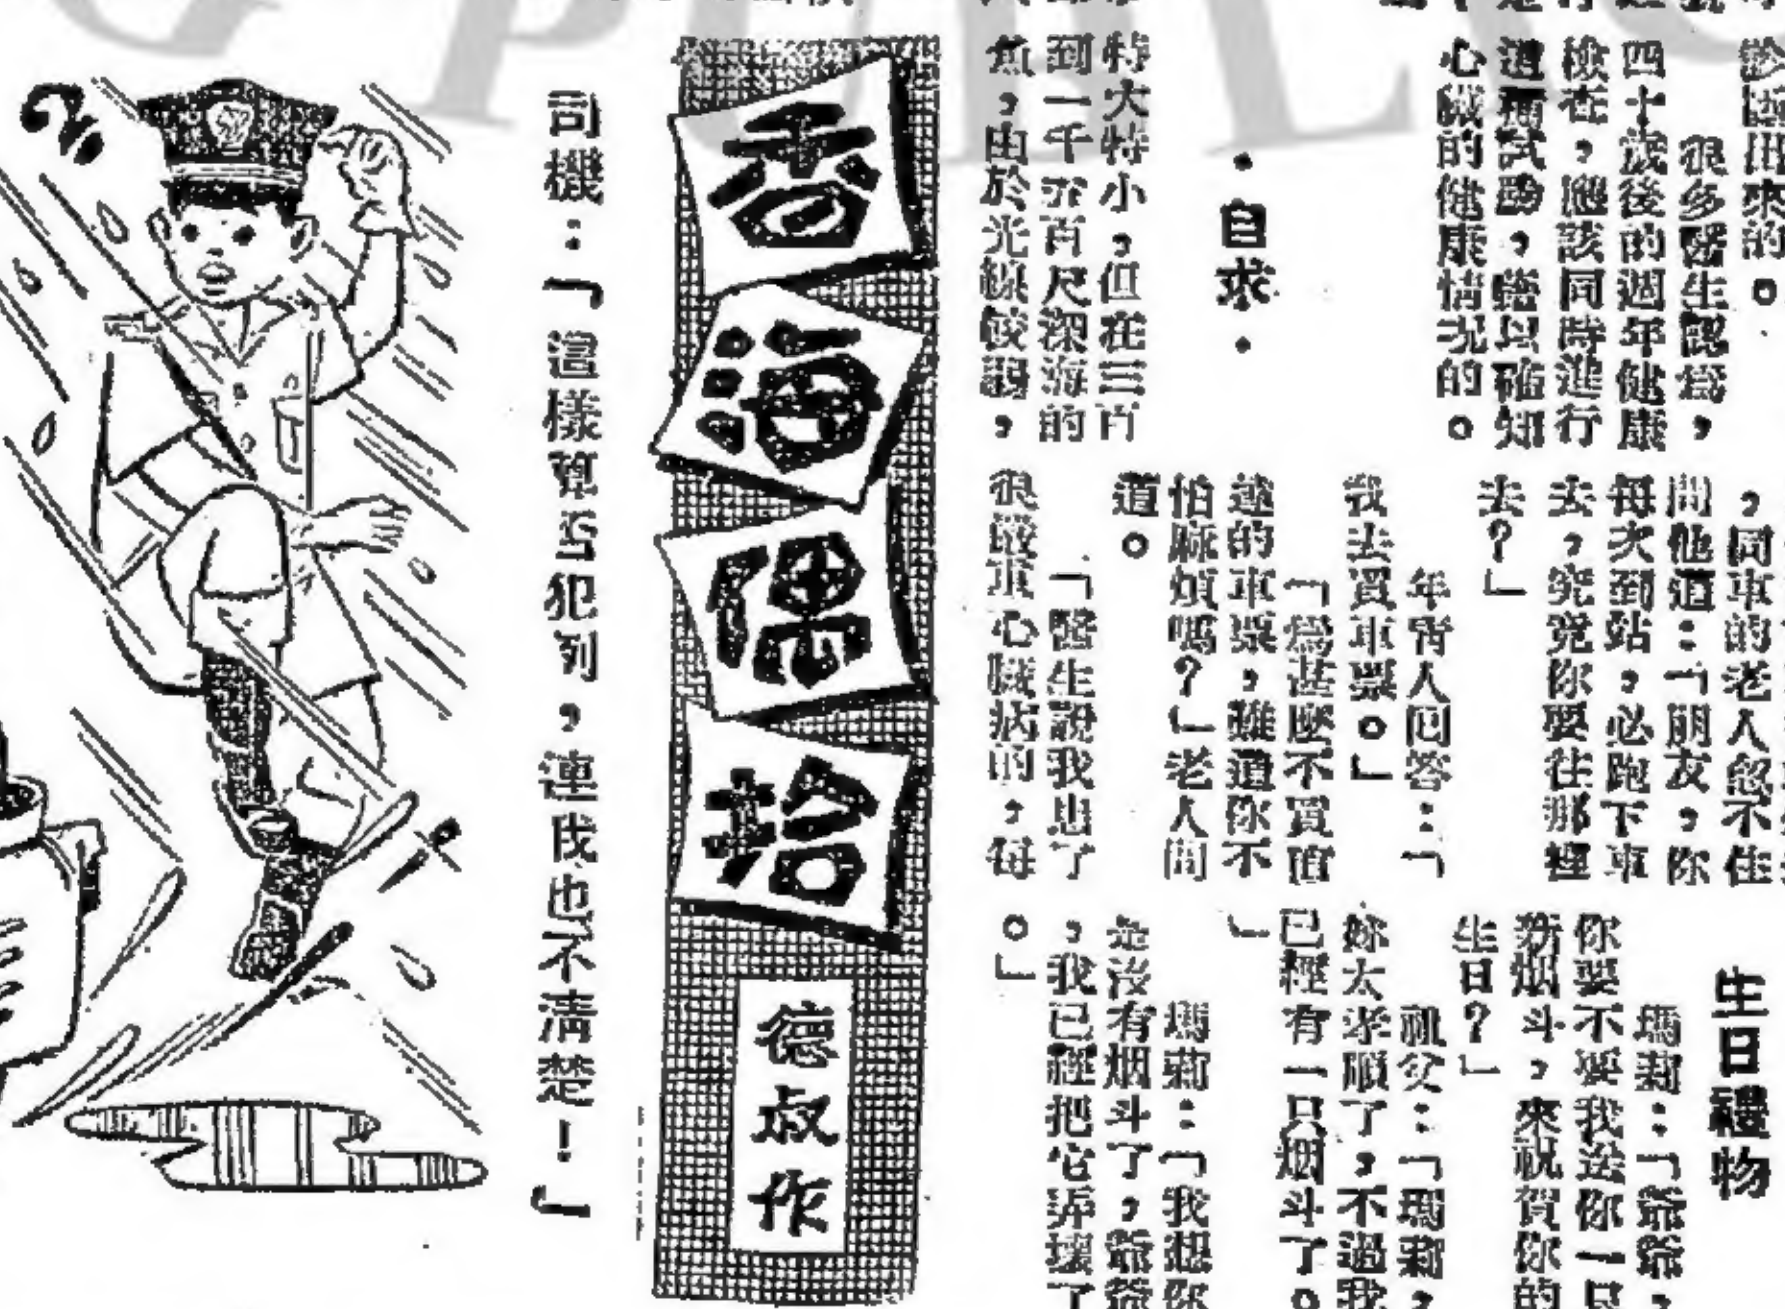 診斷出來的。
很多醫生認爲，
四十歲後的週年健康
檢查，應該同時進行
這種試驗，藉以確知
心臟的健康情況的。
·自求·
特大特小，但在三百
到一千五百尺深海的
魚，由於光線較弱，
，同車的老人忽不住
問他道：「朋友，你
每次到站，必跑下車
去，究竟你要往那裡
去？」
年靑人回答：「
我去買車票。」
「爲甚麽不買直
達的車票，難道你不
怕麻煩嗎？」老人問
道。
「醫生說我患了
很嚴重心臟病的，每
生日禮物
瑪莉：「爺爺，
你要不要我送你一只
新烟斗，來祝賀你的
生日？」
祖父：「瑪莉，
妳太孝順了，不過我
已經有一只烟斗了。
」
瑪莉：「我想你
是沒有烟斗了，爺爺
，我已經把它弄壞了
。」
香海偶拾
德叔作
司機：「這樣算否犯列，連我也不淸楚！」